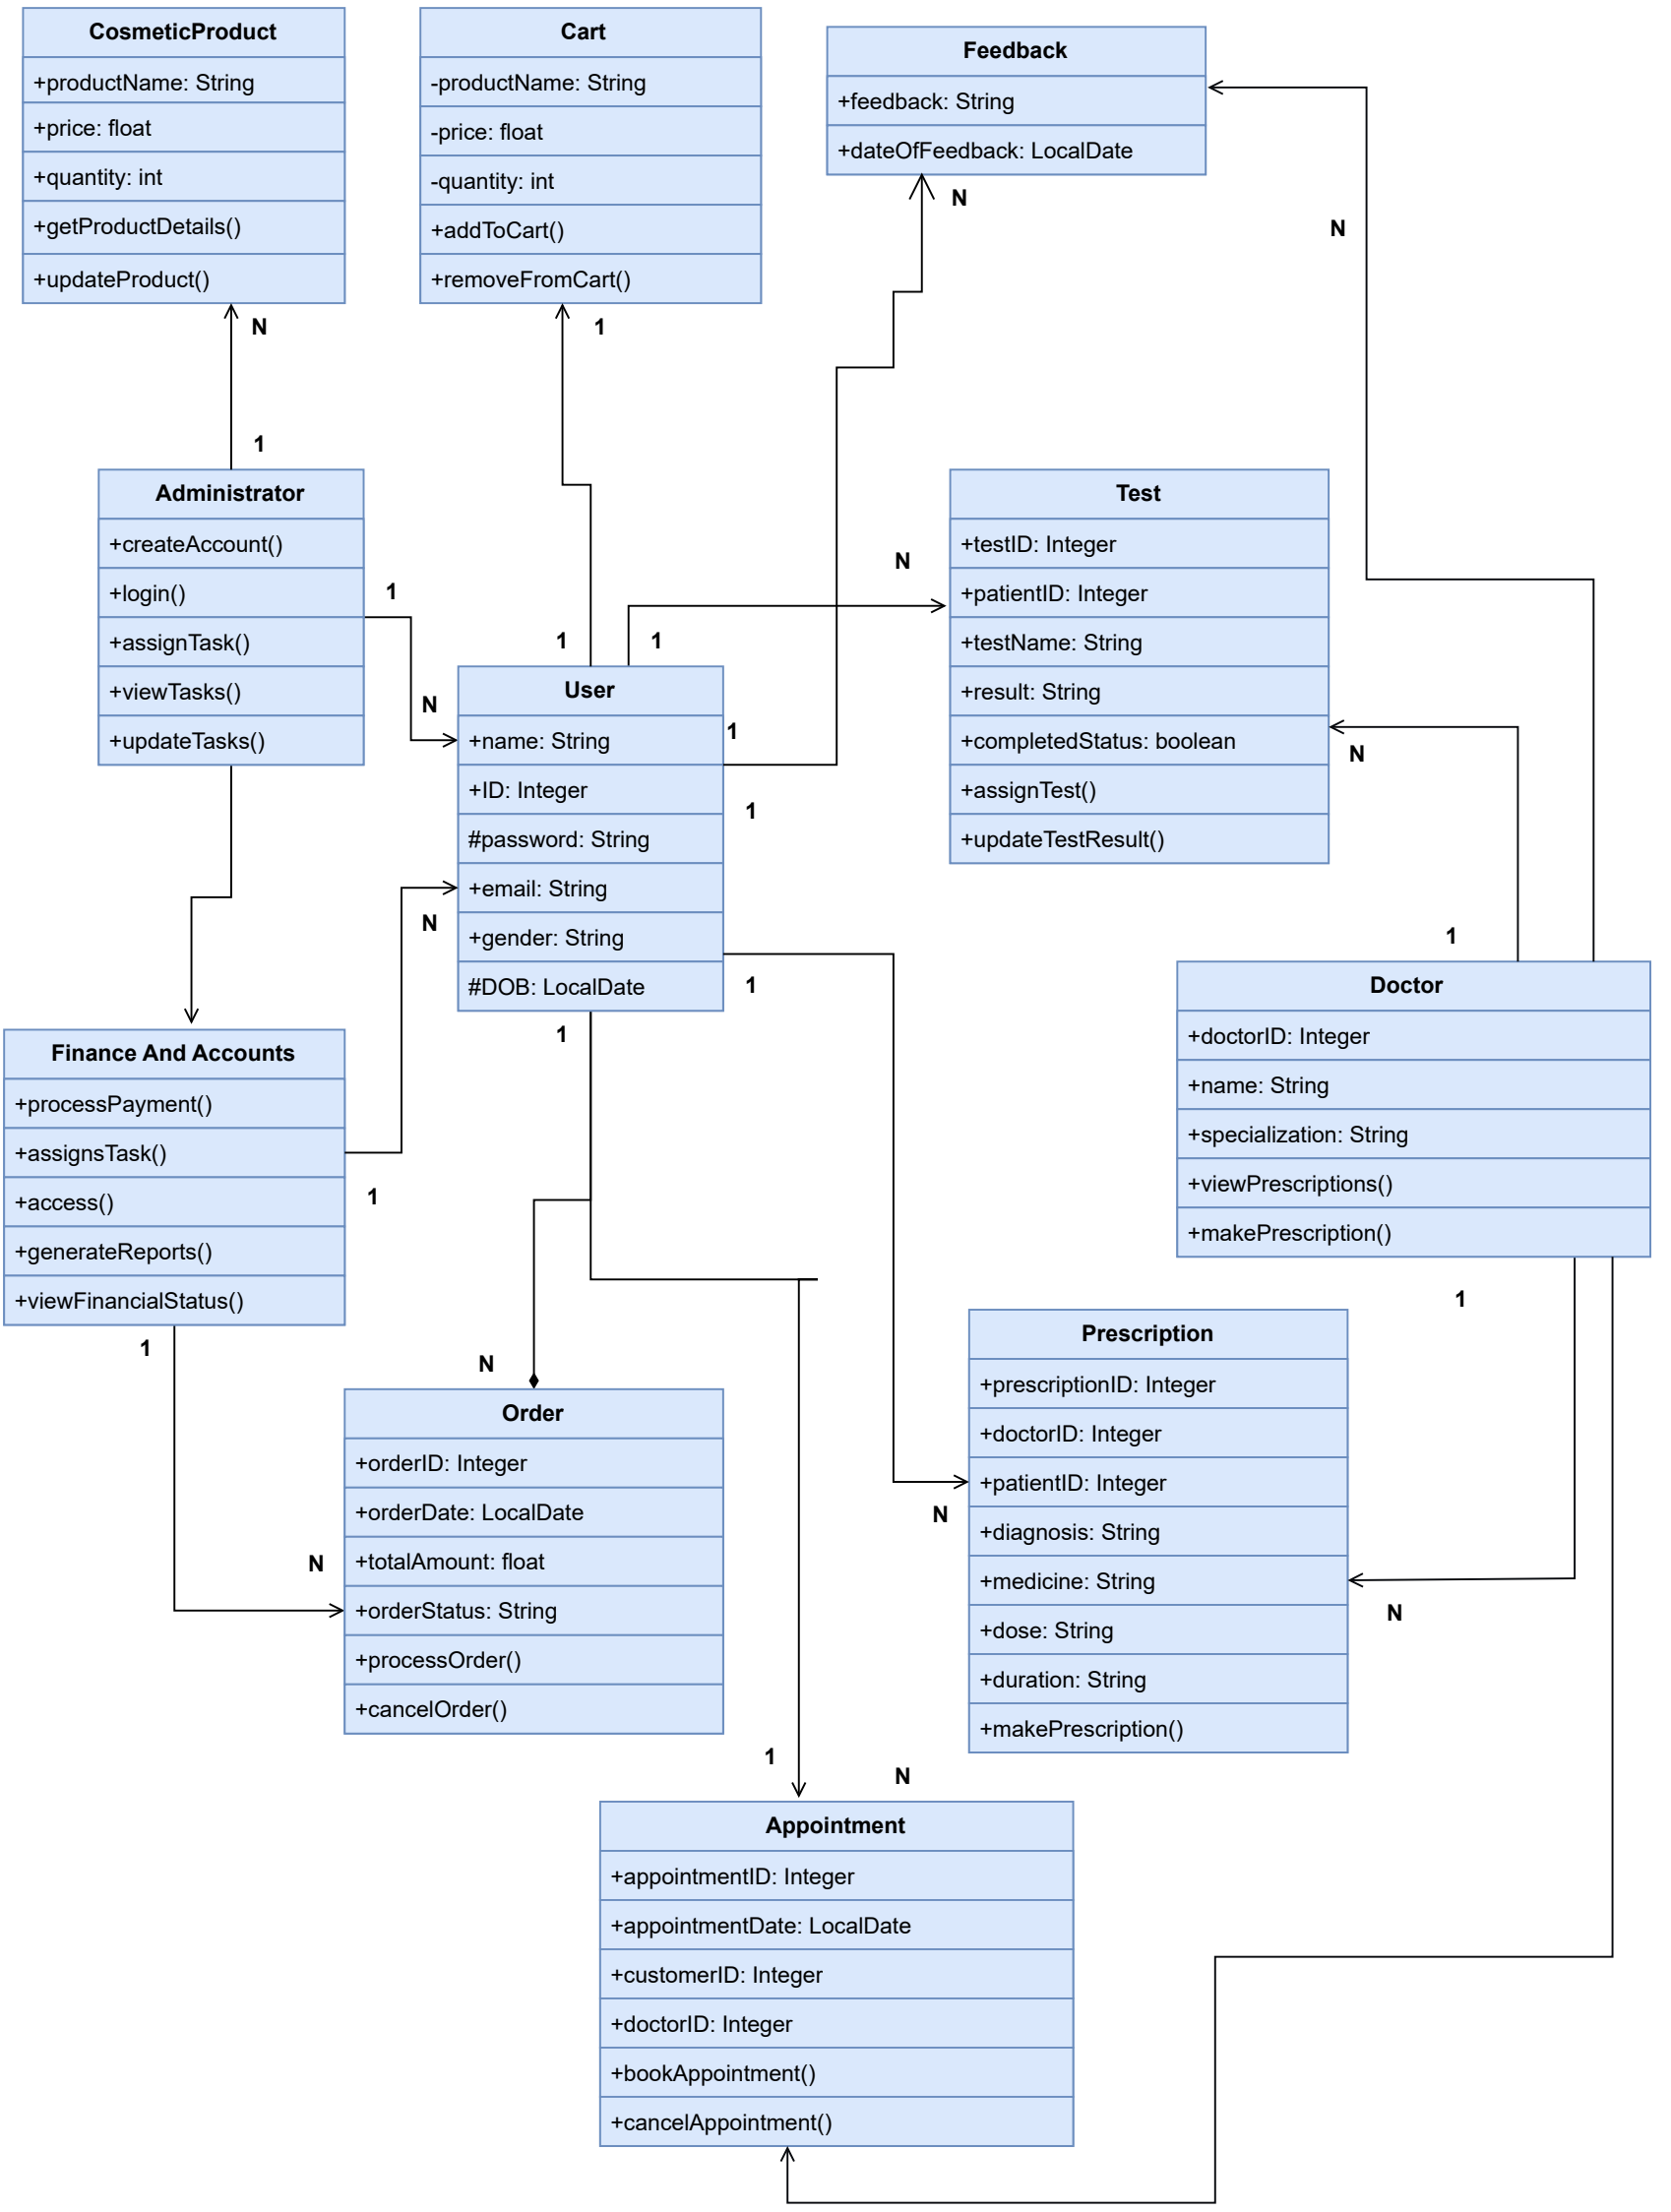 CosmeticProduct
+productName: String
+price: float
+quantity: int
+getProductDetails()
+updateProduct()
N
1
Cart
-productName: String
-price: float
-quantity: int
+addToCart()
+removeFromCart()
1
Feedback
+feedback: String
+dateOfFeedback: LocalDate
N
N
Administrator
+createAccount()
+login()
+assignTask()
+viewTasks()
+updateTasks()
1
N
1
1
N
Test
+testID: Integer
+patientID: Integer
+testName: String
+result: String
+completedStatus: boolean
+assignTest()
+updateTestResult()
N
1
User
+name: String
+ID: Integer
#password: String
+email: String
+gender: String
#DOB: LocalDate
1
1
N
1
1
Doctor
+doctorID: Integer
+name: String
+specialization: String
+viewPrescriptions()
+makePrescription()
1
Finance And Accounts
+processPayment()
+assignsTask()
+access()
+generateReports()
+viewFinancialStatus()
1
1
N
N
Order
+orderID: Integer
+orderDate: LocalDate
+totalAmount: float
+orderStatus: String
+processOrder()
+cancelOrder()
Prescription
+prescriptionID: Integer
+doctorID: Integer
+patientID: Integer
+diagnosis: String
+medicine: String
+dose: String
+duration: String
+makePrescription()
N
N
1
N
Appointment
+appointmentID: Integer
+appointmentDate: LocalDate
+customerID: Integer
+doctorID: Integer
+bookAppointment()
+cancelAppointment()